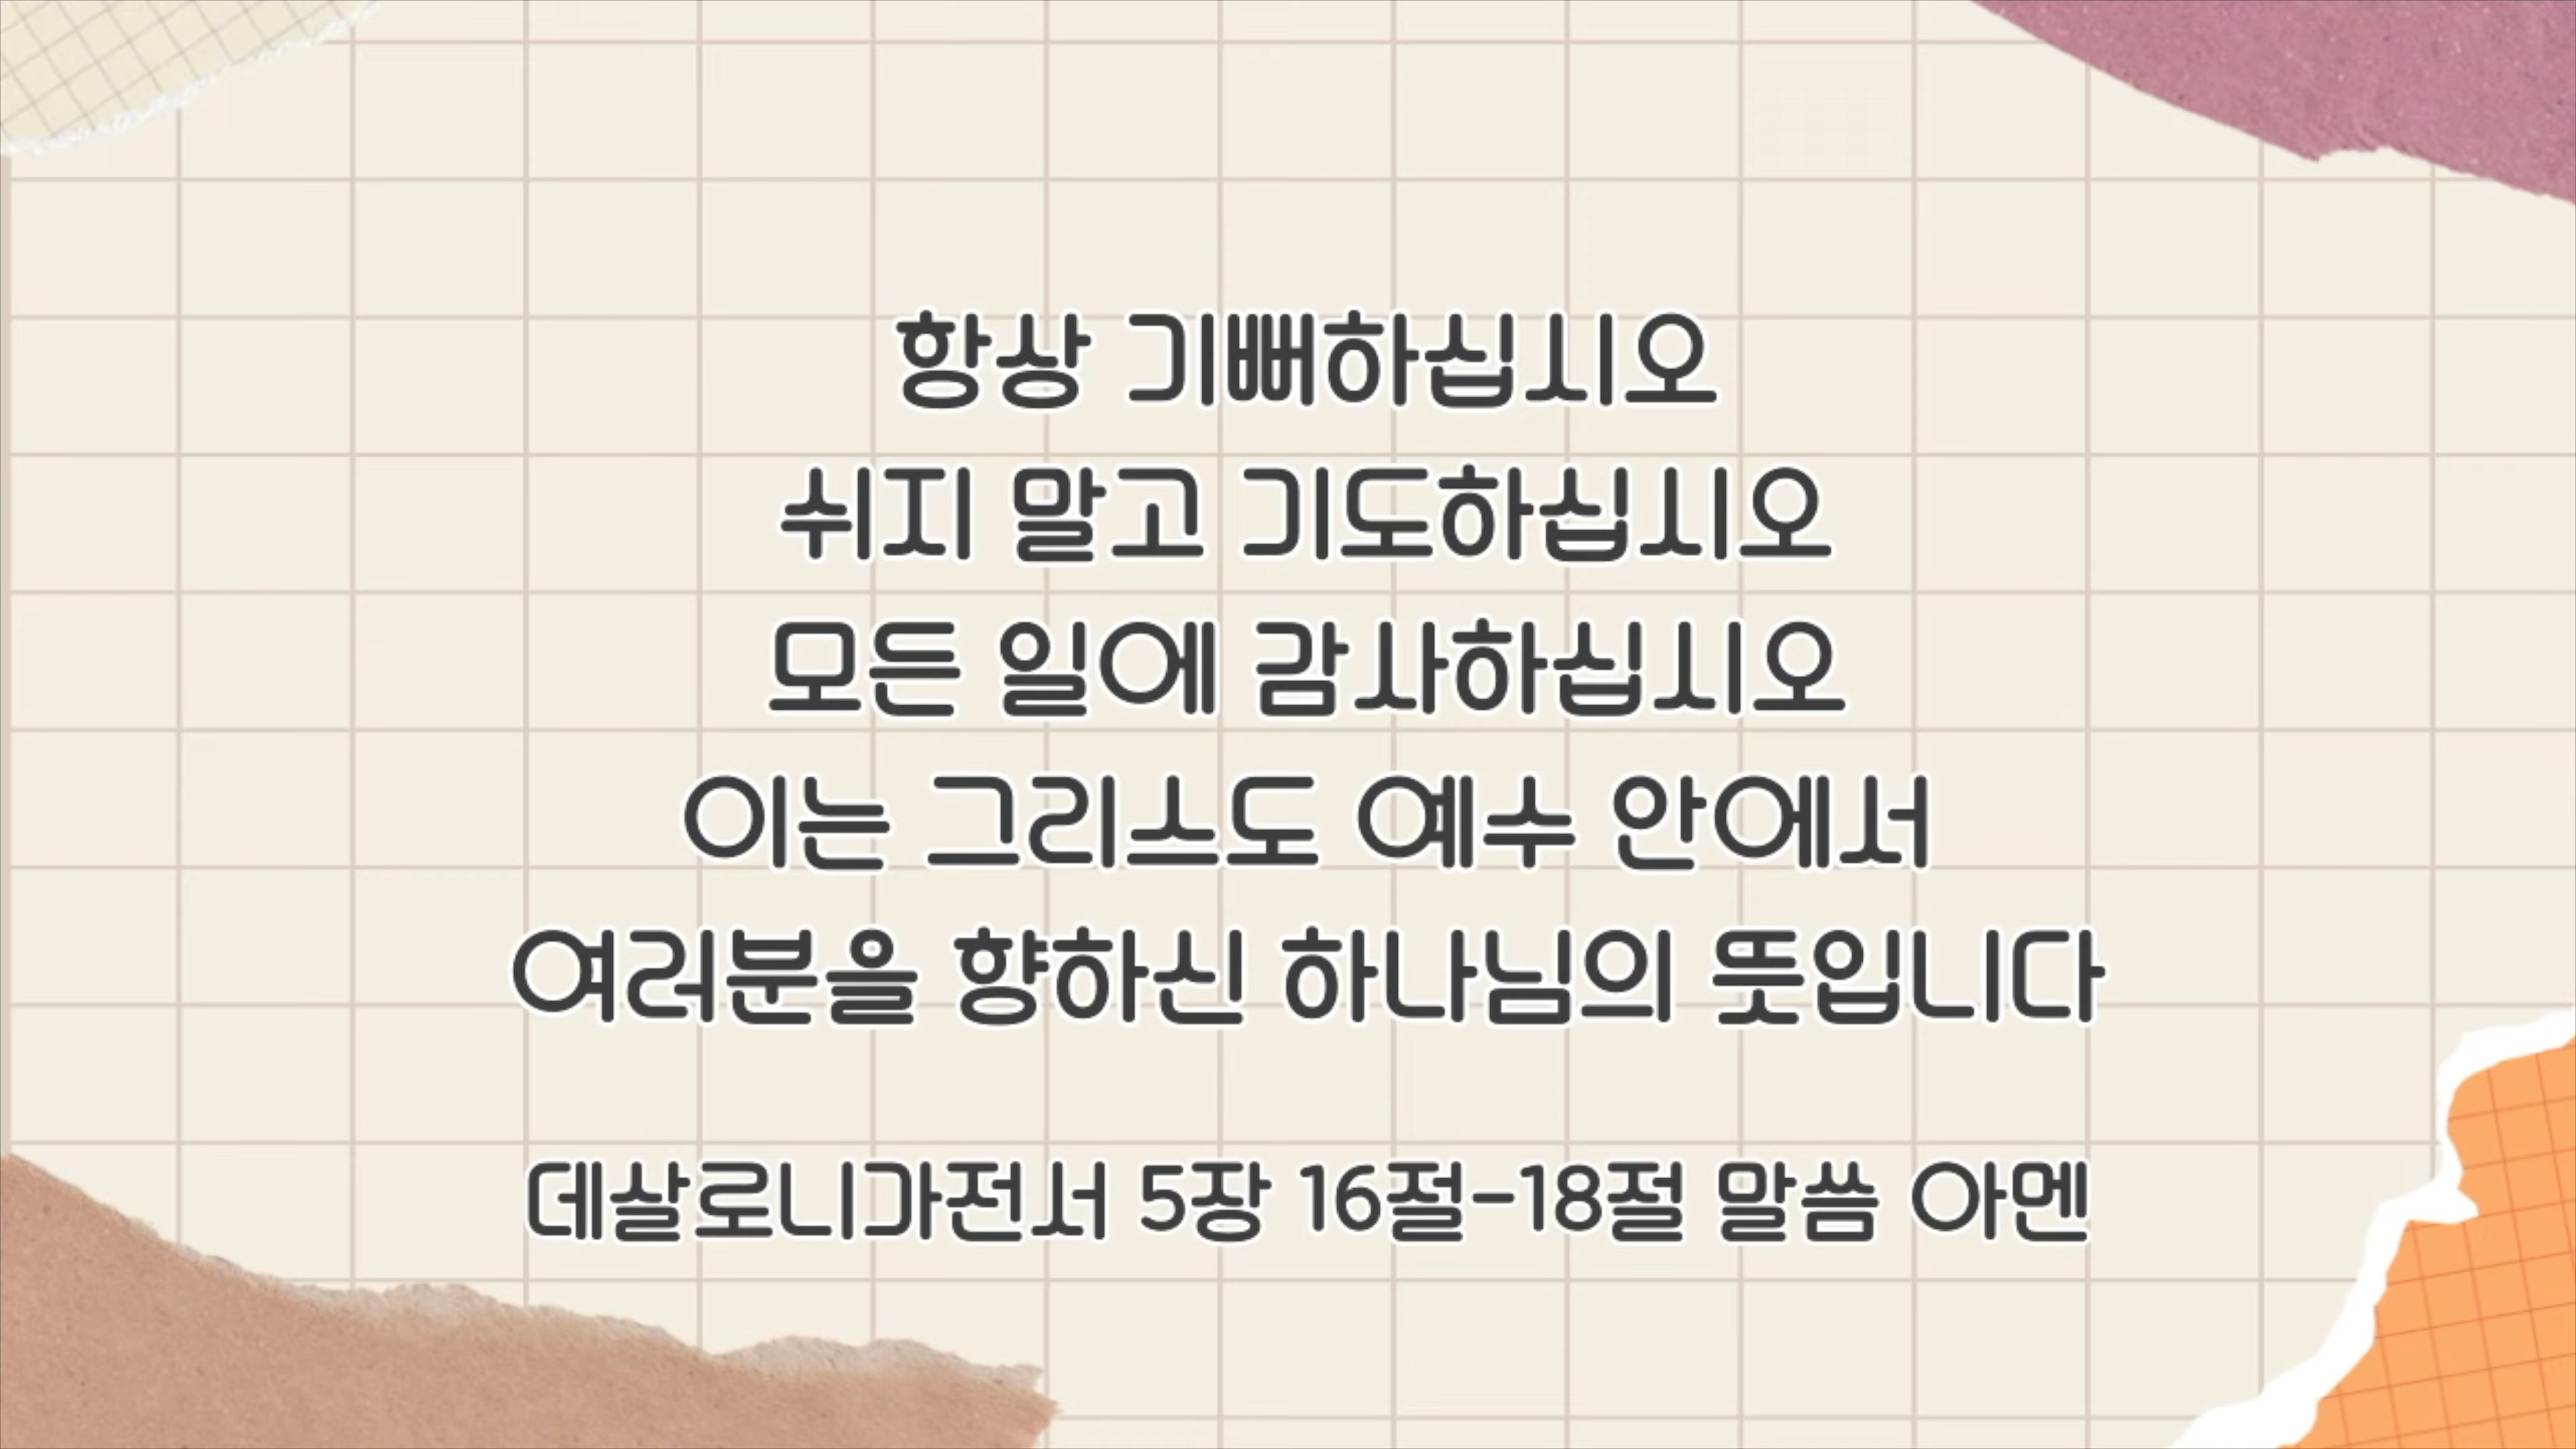 항상 기뻐하십시오
쉬지 말고 기도하십시오
모든 일에 감사하십시오
이는 그리스도 예수 안에서
여러분을 향하신 하나님의 뜻입니다
데살로니가전서 5장 16절-18절 말씀 아멘